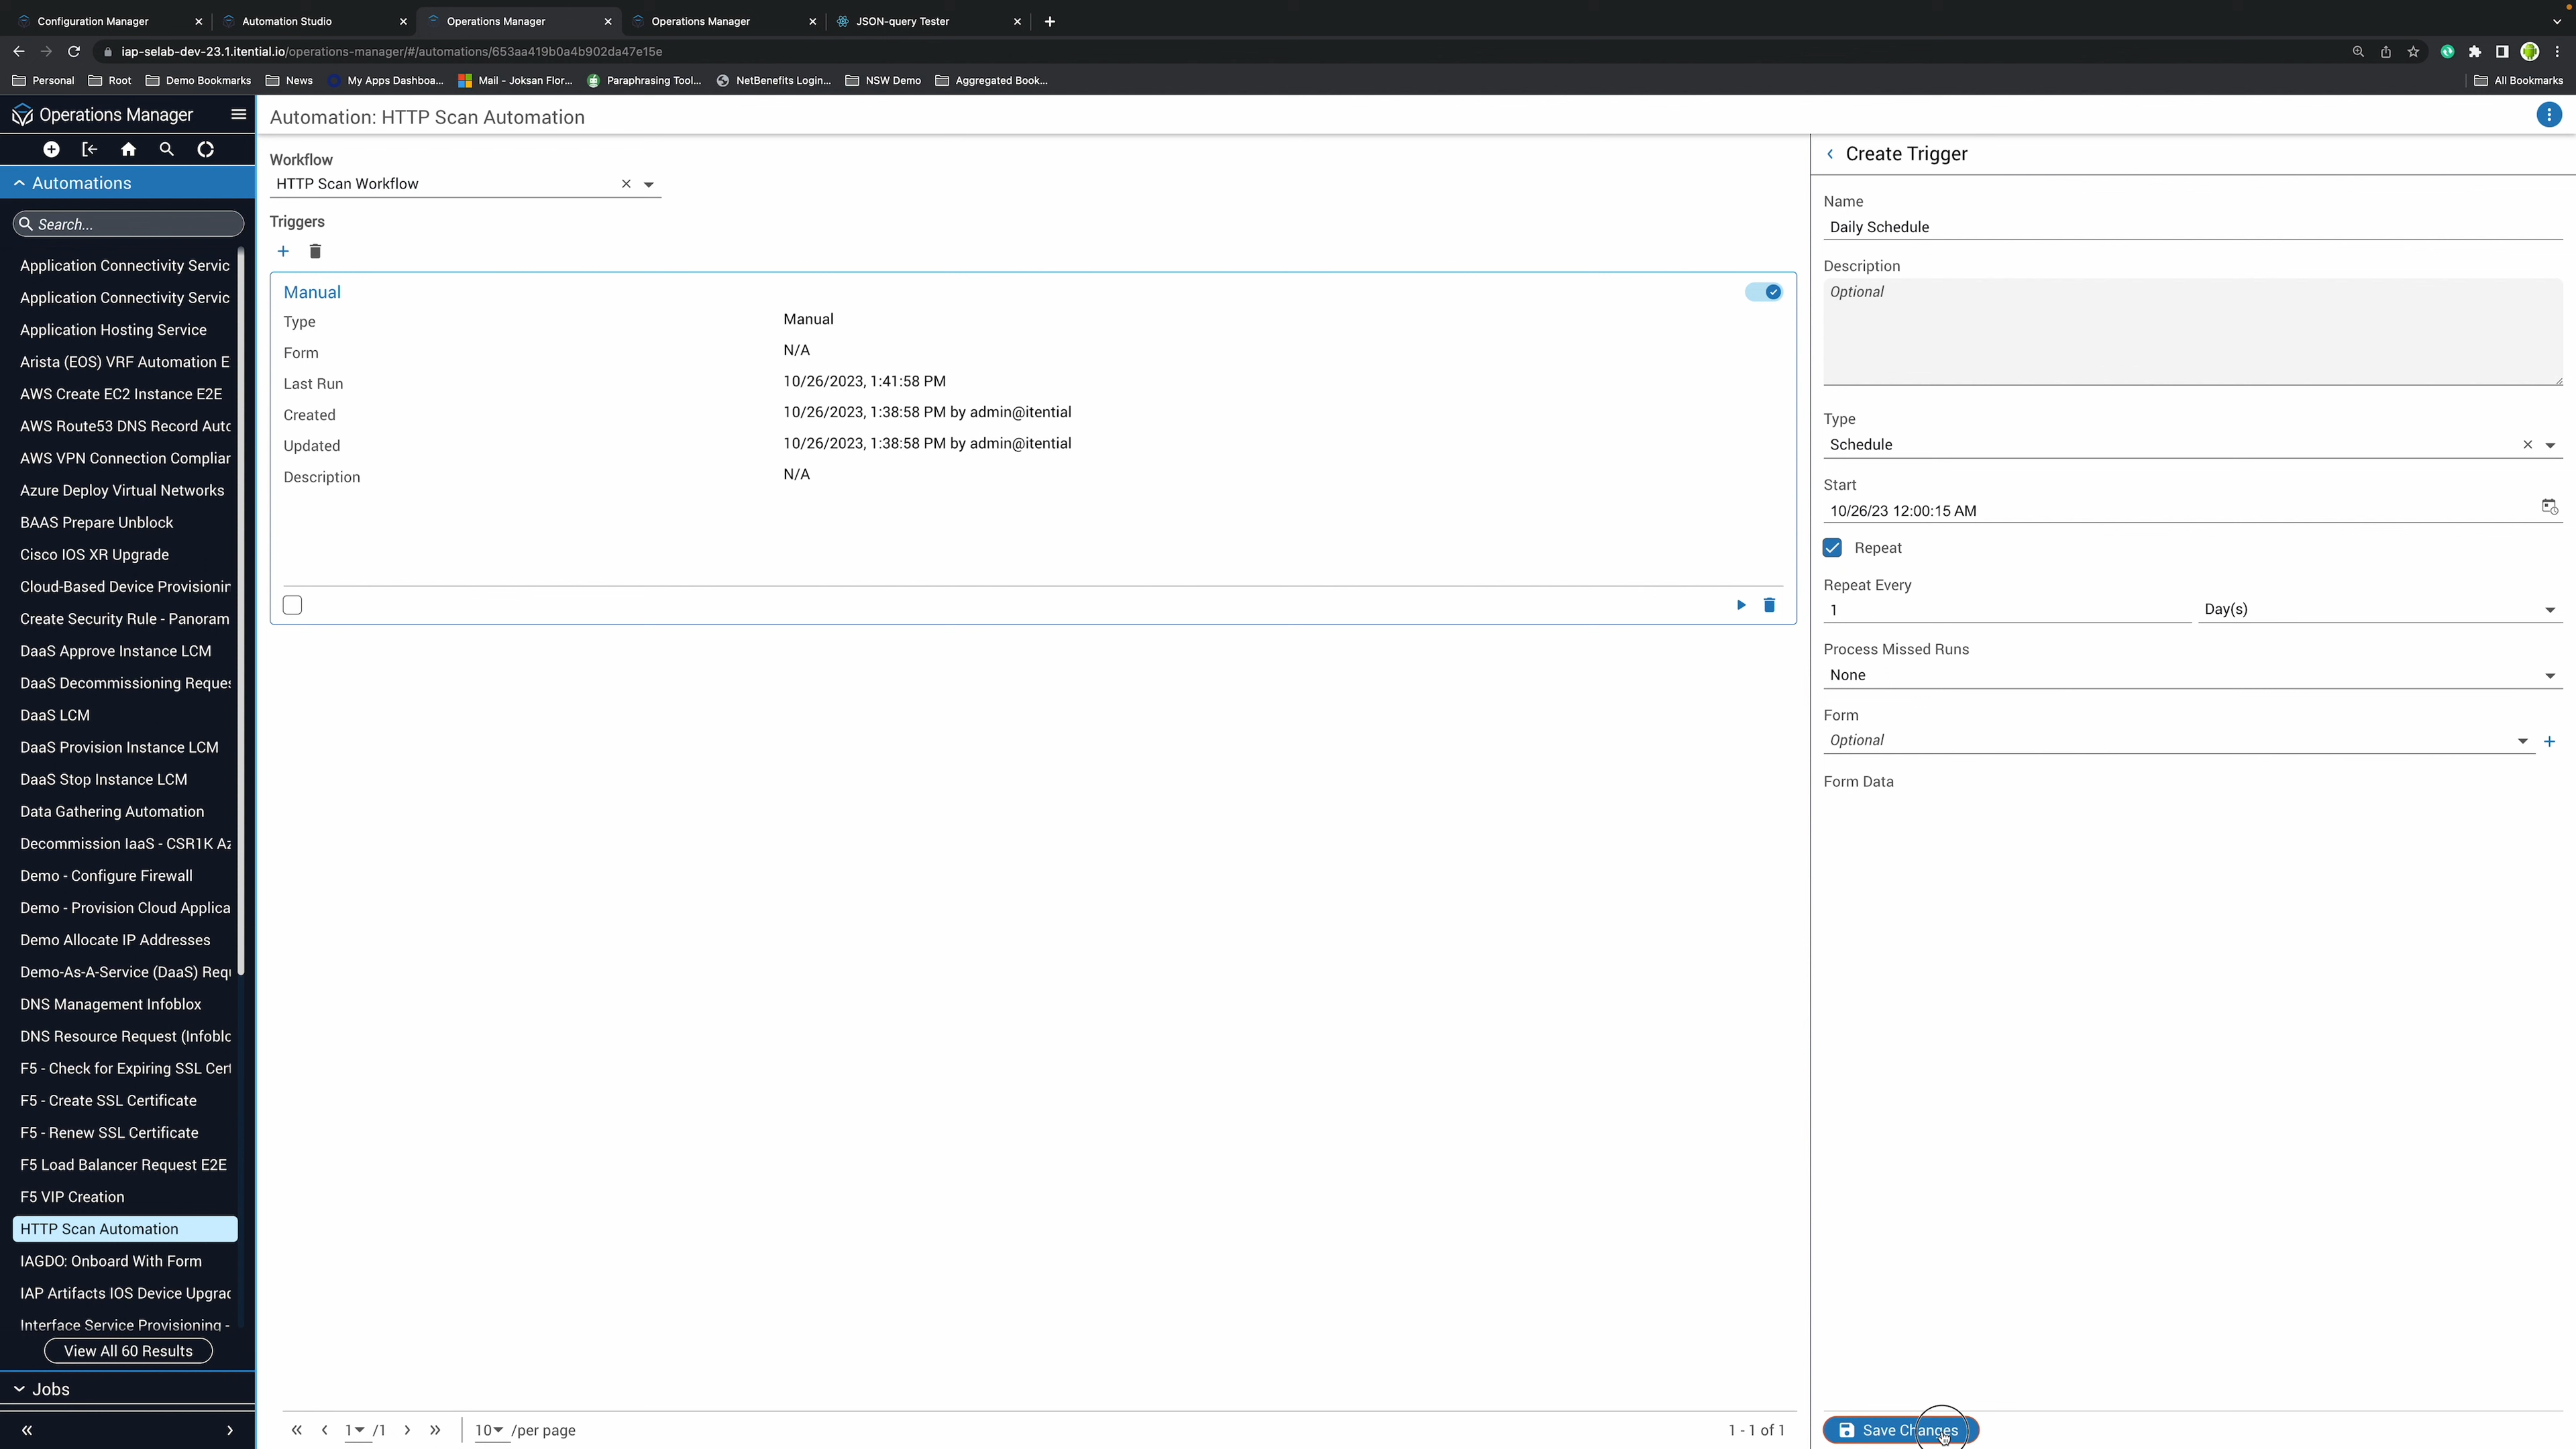 Configuration Manager
Automation Studio
Operations Manager
Operations Manager
JSON-query Tester
iap-selab-dev-23.1.itential.io/operations-manager/#/automations/653aa419b0a4b902da47e15e
Personal
Root
Demo Bookmarks
News
My Apps Dashboa...
Mail - Joksan Flor...
Paraphrasing Tool...
NetBenefits Login...
NSW Demo
Aggregated Book...
All Bookmarks
Operations Manager
Automations
Search...
Application Connectivity Servic
Application Connectivity Servic
Application Hosting Service
Arista (EOS) VRF Automation E
AWS Create EC2 Instance E2E
AWS Route53 DNS Record Auto
AWS VPN Connection Complian
Azure Deploy Virtual Networks
BAAS Prepare Unblock
Cisco IOS XR Upgrade
Cloud-Based Device Provisionin
Create Security Rule - Panoram
DaaS Approve Instance LCM
DaaS Decommissioning Reques
DaaS LCM
DaaS Provision Instance LCM
DaaS Stop Instance LCM
Data Gathering Automation
Decommission IaaS - CSR1K Az
Demo - Configure Firewall
Demo - Provision Cloud Applica
Demo Allocate IP Addresses
Demo-As-A-Service (DaaS) Requ
DNS Management Infoblox
DNS Resource Request (Infoblo
F5 - Check for Expiring SSL Cert
F5 - Create SSL Certificate
F5 - Renew SSL Certificate
F5 Load Balancer Request E2E
F5 VIP Creation
HTTP Scan Automation
IAGDO: Onboard With Form
IAP Artifacts IOS Device Upgrad
Interface Service Provisioning -
View All 60 Results
Jobs
Automation: HTTP Scan Automation
Workflow
HTTP Scan Workflow
Triggers
Manual
Type Manual
Form N/A
Last Run 10/26/2023, 1:41:58 PM
Created 10/26/2023, 1:38:58 PM by admin@itential
Updated 10/26/2023, 1:38:58 PM by admin@itential
Description N/A
1 /1 10 /per page 1 - 1 of 1
Create Trigger
Name
Daily Schedule
Description
Optional
Type
Schedule
Start
10/26/23 12:00:15 AM
Repeat
Repeat Every
1 Day(s)
Process Missed Runs
None
Form
Optional
Form Data
Save Changes